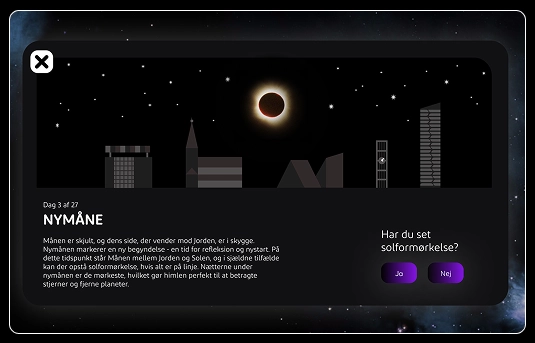 Dag 3 af 27
NYMÅNE
Månen er skjult, og dens side, der vender mod Jorden, er i skygge.
Nymånen markerer en ny begyndelse - en tid for refleksion og nystart. På
dette tidspunkt står Månen mellem Jorden og Solen, og i sjældne tilfælde
kan der opstå solformørkelse, hvis alt er på linje. Nætterne under
nymånen er de mørkeste, hvilket gør himlen perfekt til at betragte
stjerner og fjerne planeter.
Har du set
solformørkelse?
Ja
Nej